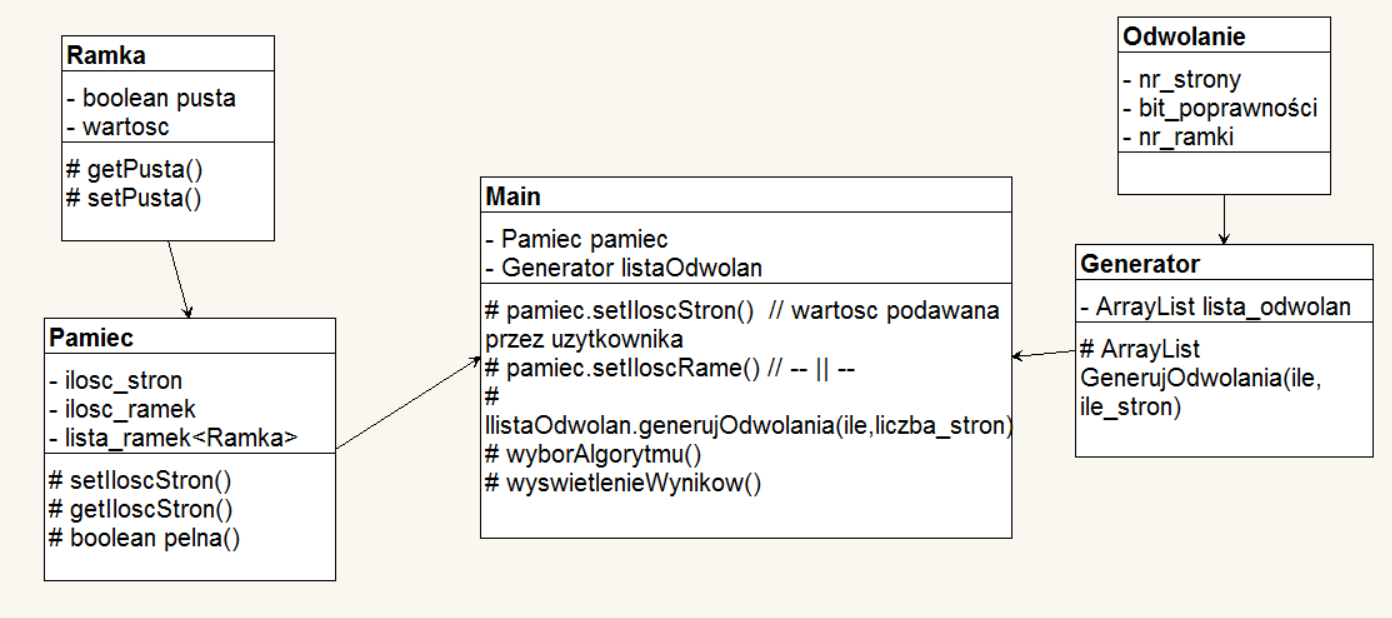 Ramka
- boolean pusta
- wartosc
# getPusta()
# setPusta()
Pamiec
- ilosc_stron
- ilosc_ramek
- lista_ramek<Ramka>
# setIloscStron()
# getIloscStron()
# boolean pelna()
Main
- Pamiec pamiec
- Generator listaOdwolan
# pamiec.setIloscStron()  // wartosc podawana
przez uzytkownika
# pamiec.setIloscRame() // -- || --
#
llistaOdwolan.generujOdwolania(ile,liczba_stron)
# wyborAlgorytmu()
# wyswietlenieWynikow()
Odwolanie
- nr_strony
- bit_poprawności
- nr_ramki
Generator
- ArrayList lista_odwolan
# ArrayList
GenerujOdwolania(ile,
ile_stron)